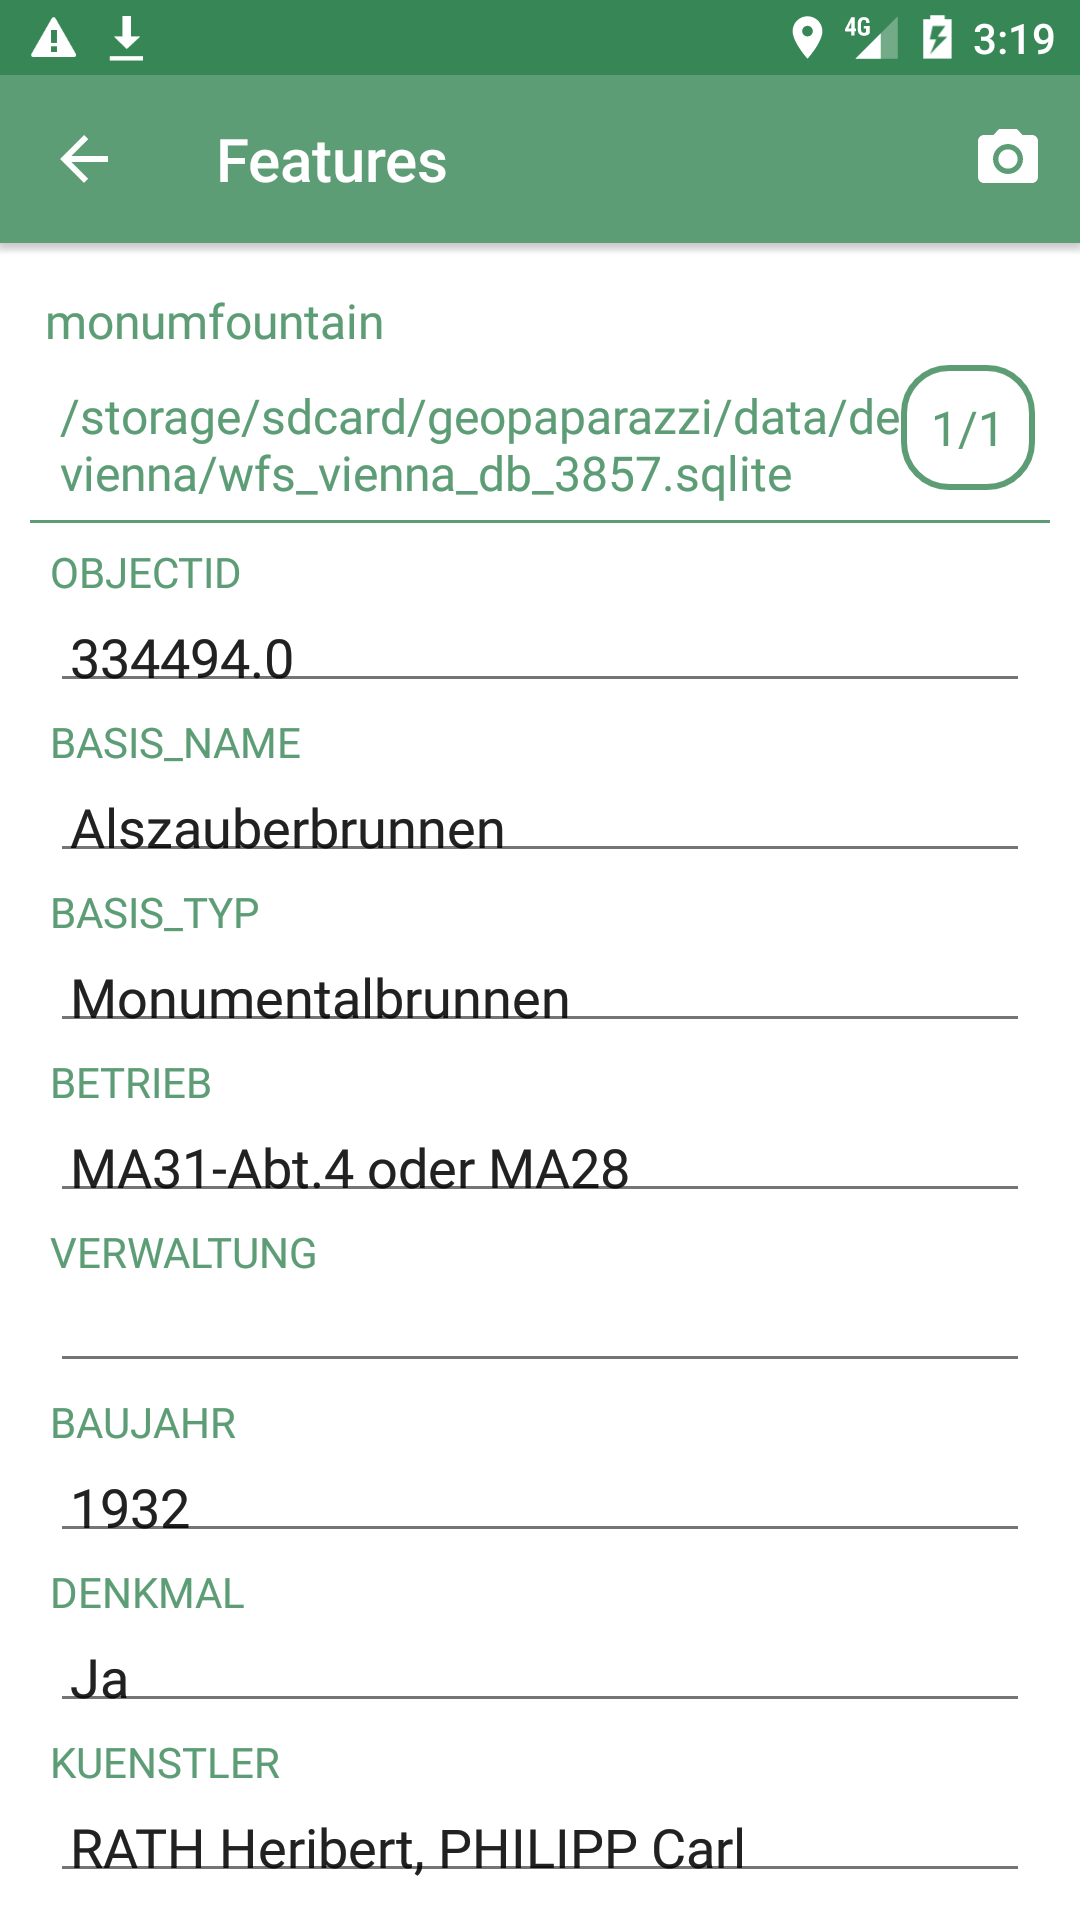 4G 3:19
Features
monumfountain
/storage/sdcard/geopaparazzi/data/de
vienna/wfs_vienna_db_3857.sqlite
1/1
OBJECTID
334494.0
BASIS_NAME
Alszauberbrunnen
BASIS_TYP
Monumentalbrunnen
BETRIEB
MA31-Abt.4 oder MA28
VERWALTUNG
BAUJAHR
1932
DENKMAL
Ja
KUENSTLER
RATH Heribert, PHILIPP Carl